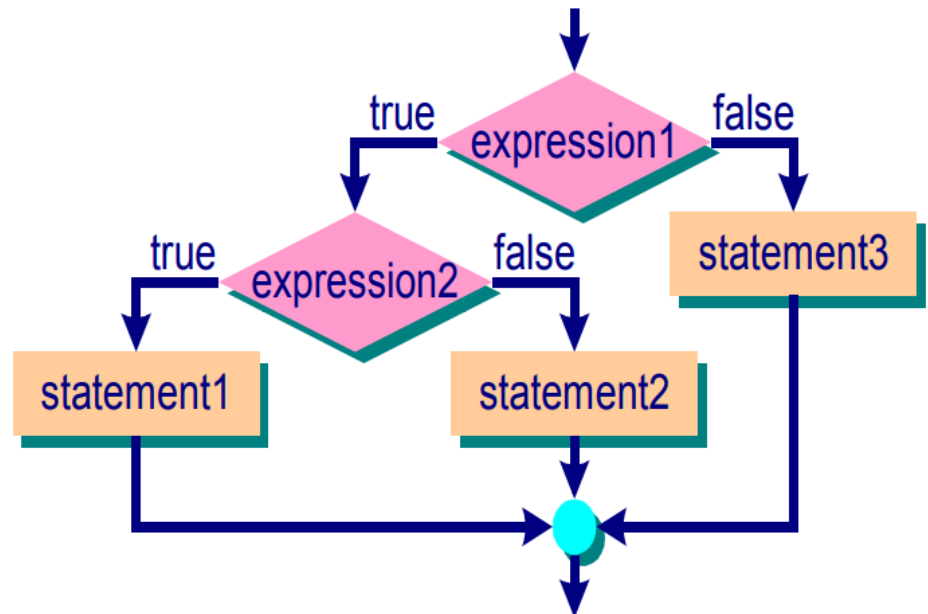 true
false
expression1
true
false
statement3
expression2
statement1
statement2